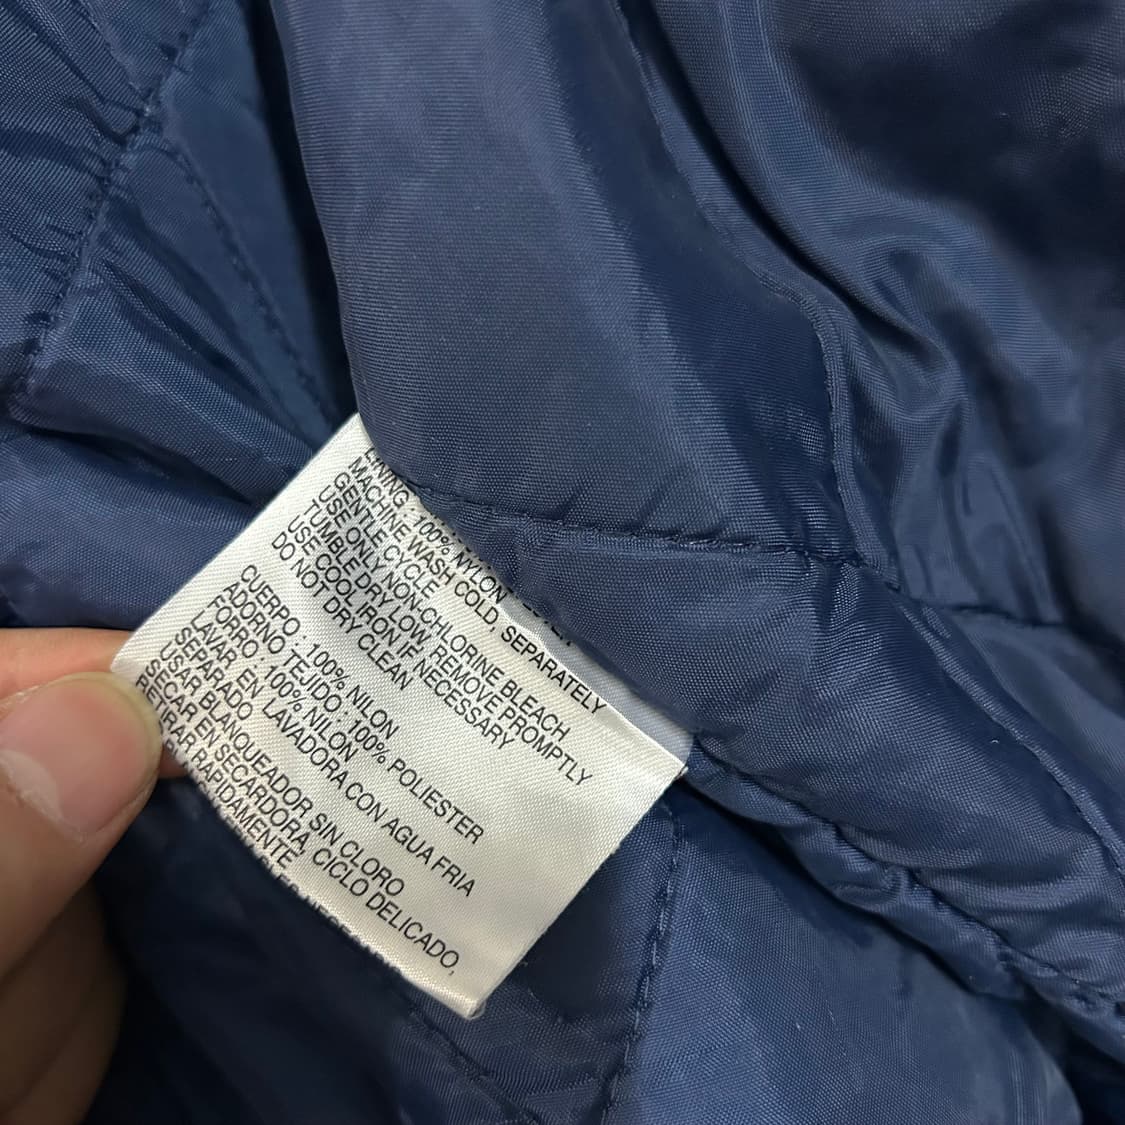 LINING: 100% NYLON
MACHINE WASH COLD, SEPARATELY
GENTLE CYCLE
USE ONLY NON-CHLORINE BLEACH
TUMBLE DRY LOW, REMOVE PROMPTLY
USE COOL IRON IF NECESSARY
DO NOT DRY CLEAN
CUERPO : 100% NILON
ADORNO TEJIDO : 100% POLIESTER
FORRO : 100% NILON
LAVAR EN LAVADORA CON AGUA FRIA
SEPARADO
USAR BLANQUEADOR SIN CLORO
SECAR EN SECARDORA, CICLO DELICADO,
RETIRAR RAPIDAMENTE